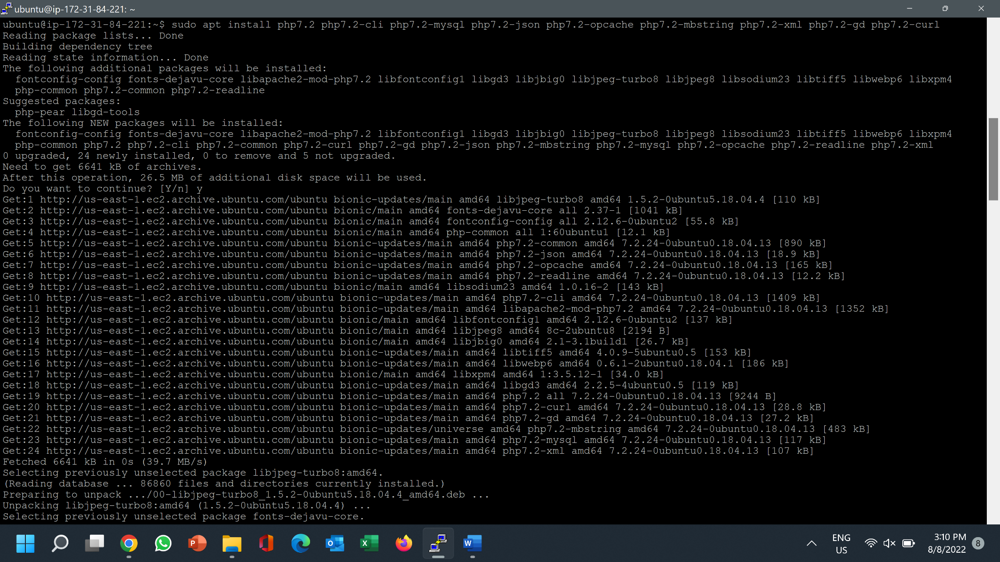 ubuntu@ip-172-31-84-221: ~
ubuntu@ip-172-31-84-221:~$ sudo apt install php7.2 php7.2-cli php7.2-mysql php7.2-json php7.2-opcache php7.2-mbstring php7.2-xml php7.2-gd php7.2-curl
Reading package lists... Done
Building dependency tree
Reading state information... Done
The following additional packages will be installed:
  fontconfig-config fonts-dejavu-core libapache2-mod-php7.2 libfontconfig1 libgd3 libjbig0 libjpeg-turbo8 libjpeg8 libsodium23 libtiff5 libwebp6 libxpm4
  php-common php7.2-common php7.2-readline
Suggested packages:
  php-pear libgd-tools
The following NEW packages will be installed:
  fontconfig-config fonts-dejavu-core libapache2-mod-php7.2 libfontconfig1 libgd3 libjbig0 libjpeg-turbo8 libjpeg8 libsodium23 libtiff5 libwebp6 libxpm4
  php-common php7.2 php7.2-cli php7.2-common php7.2-curl php7.2-gd php7.2-json php7.2-mbstring php7.2-mysql php7.2-opcache php7.2-readline php7.2-xml
0 upgraded, 24 newly installed, 0 to remove and 5 not upgraded.
Need to get 6641 kB of archives.
After this operation, 26.5 MB of additional disk space will be used.
Do you want to continue? [Y/n] y
Get:1 http://us-east-1.ec2.archive.ubuntu.com/ubuntu bionic-updates/main amd64 libjpeg-turbo8 amd64 1.5.2-0ubuntu5.18.04.4 [110 kB]
Get:2 http://us-east-1.ec2.archive.ubuntu.com/ubuntu bionic/main amd64 fonts-dejavu-core all 2.37-1 [1041 kB]
Get:3 http://us-east-1.ec2.archive.ubuntu.com/ubuntu bionic/main amd64 fontconfig-config all 2.12.6-0ubuntu2 [55.8 kB]
Get:4 http://us-east-1.ec2.archive.ubuntu.com/ubuntu bionic/main amd64 php-common all 1:60ubuntu1 [12.1 kB]
Get:5 http://us-east-1.ec2.archive.ubuntu.com/ubuntu bionic-updates/main amd64 php7.2-common amd64 7.2.24-0ubuntu0.18.04.13 [890 kB]
Get:6 http://us-east-1.ec2.archive.ubuntu.com/ubuntu bionic-updates/main amd64 php7.2-json amd64 7.2.24-0ubuntu0.18.04.13 [18.9 kB]
Get:7 http://us-east-1.ec2.archive.ubuntu.com/ubuntu bionic-updates/main amd64 php7.2-opcache amd64 7.2.24-0ubuntu0.18.04.13 [165 kB]
Get:8 http://us-east-1.ec2.archive.ubuntu.com/ubuntu bionic-updates/main amd64 php7.2-readline amd64 7.2.24-0ubuntu0.18.04.13 [12.2 kB]
Get:9 http://us-east-1.ec2.archive.ubuntu.com/ubuntu bionic/main amd64 libsodium23 amd64 1.0.16-2 [143 kB]
Get:10 http://us-east-1.ec2.archive.ubuntu.com/ubuntu bionic-updates/main amd64 php7.2-cli amd64 7.2.24-0ubuntu0.18.04.13 [1409 kB]
Get:11 http://us-east-1.ec2.archive.ubuntu.com/ubuntu bionic-updates/main amd64 libapache2-mod-php7.2 amd64 7.2.24-0ubuntu0.18.04.13 [1352 kB]
Get:12 http://us-east-1.ec2.archive.ubuntu.com/ubuntu bionic/main amd64 libfontconfig1 amd64 2.12.6-0ubuntu2 [137 kB]
Get:13 http://us-east-1.ec2.archive.ubuntu.com/ubuntu bionic/main amd64 libjpeg8 amd64 8c-2ubuntu8 [2194 B]
Get:14 http://us-east-1.ec2.archive.ubuntu.com/ubuntu bionic/main amd64 libjbig0 amd64 2.1-3.1build1 [26.7 kB]
Get:15 http://us-east-1.ec2.archive.ubuntu.com/ubuntu bionic-updates/main amd64 libtiff5 amd64 4.0.9-5ubuntu0.5 [153 kB]
Get:16 http://us-east-1.ec2.archive.ubuntu.com/ubuntu bionic-updates/main amd64 libwebp6 amd64 0.6.1-2ubuntu0.18.04.1 [186 kB]
Get:17 http://us-east-1.ec2.archive.ubuntu.com/ubuntu bionic/main amd64 libxpm4 amd64 1:3.5.12-1 [34.0 kB]
Get:18 http://us-east-1.ec2.archive.ubuntu.com/ubuntu bionic-updates/main amd64 libgd3 amd64 2.2.5-4ubuntu0.5 [119 kB]
Get:19 http://us-east-1.ec2.archive.ubuntu.com/ubuntu bionic-updates/main amd64 php7.2 all 7.2.24-0ubuntu0.18.04.13 [9244 B]
Get:20 http://us-east-1.ec2.archive.ubuntu.com/ubuntu bionic-updates/main amd64 php7.2-curl amd64 7.2.24-0ubuntu0.18.04.13 [28.8 kB]
Get:21 http://us-east-1.ec2.archive.ubuntu.com/ubuntu bionic-updates/main amd64 php7.2-gd amd64 7.2.24-0ubuntu0.18.04.13 [27.2 kB]
Get:22 http://us-east-1.ec2.archive.ubuntu.com/ubuntu bionic-updates/universe amd64 php7.2-mbstring amd64 7.2.24-0ubuntu0.18.04.13 [483 kB]
Get:23 http://us-east-1.ec2.archive.ubuntu.com/ubuntu bionic-updates/main amd64 php7.2-mysql amd64 7.2.24-0ubuntu0.18.04.13 [117 kB]
Get:24 http://us-east-1.ec2.archive.ubuntu.com/ubuntu bionic-updates/main amd64 php7.2-xml amd64 7.2.24-0ubuntu0.18.04.13 [107 kB]
Fetched 6641 kB in 0s (39.7 MB/s)
Selecting previously unselected package libjpeg-turbo8:amd64.
(Reading database ... 86860 files and directories currently installed.)
Preparing to unpack .../00-libjpeg-turbo8_1.5.2-0ubuntu5.18.04.4_amd64.deb ...
Unpacking libjpeg-turbo8:amd64 (1.5.2-0ubuntu5.18.04.4) ...
Selecting previously unselected package fonts-dejavu-core.
ENG
US
3:10 PM
8/8/2022
8